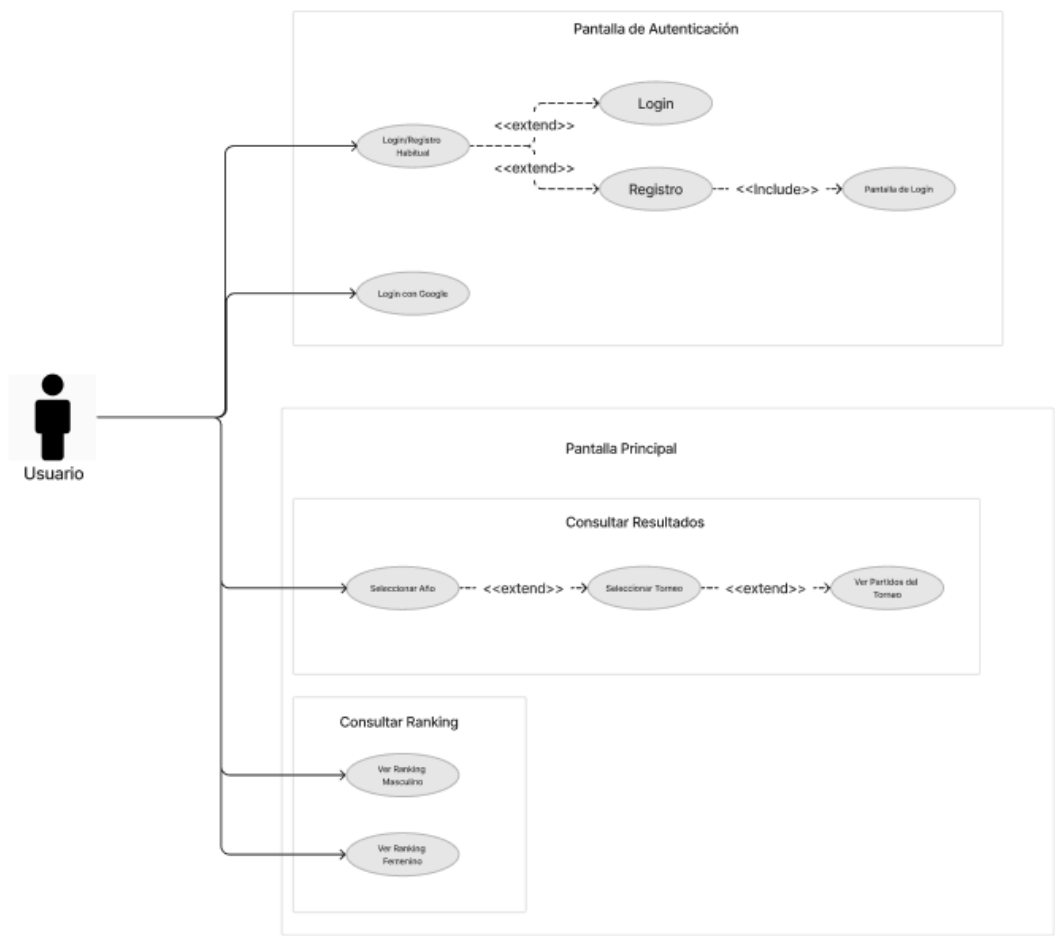 Pantalla de Autenticación
Login
<<extend>>
Login/Registro
Habitual
<<extend>>
Registro
<<Include>>
Pantalla de Login
Login con Google
Usuario
Pantalla Principal
Consultar Resultados
Seleccionar Año
<<extend>>
Seleccionar Torneo
<<extend>>
Ver Partidos del
Torneo
Consultar Ranking
Ver Ranking
Masculino
Ver Ranking
Femenino